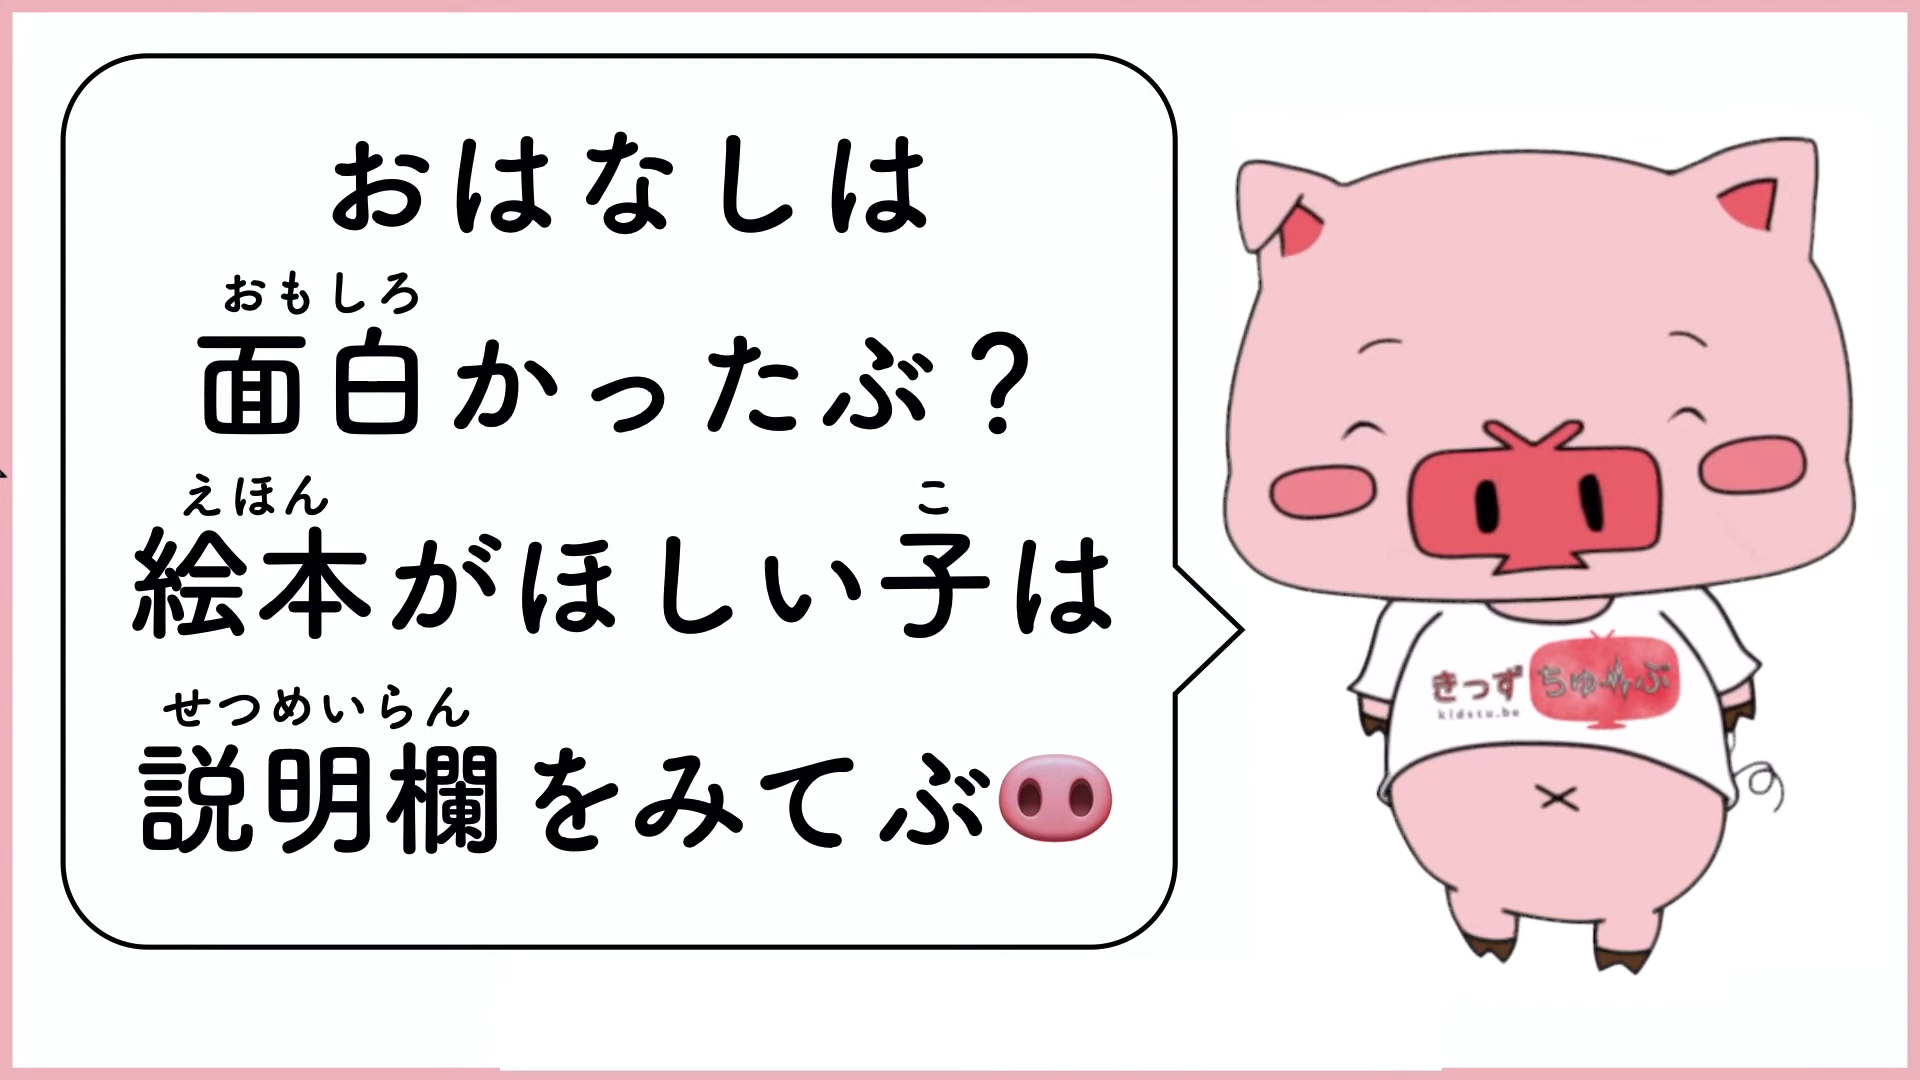 おはなしは
おもしろ
面白かったぶ？
えほん こ
絵本がほしい子は
せつめいらん
説明欄をみてぶ🐽
きっずちゅーぶ
kidstu.be